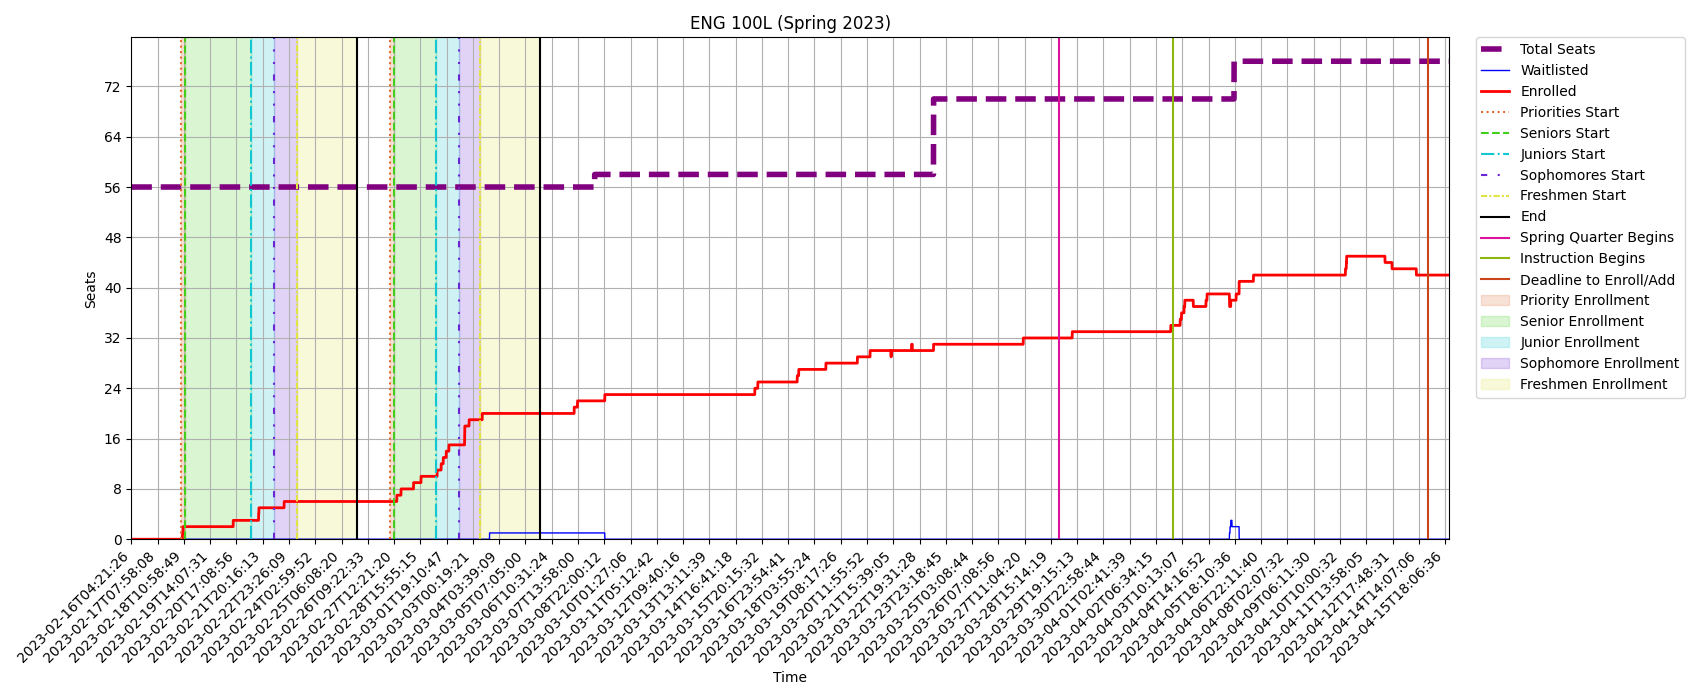 ENG 100L (Spring 2023)
Seats
72
64
56
48
40
32
24
16
8
0
2023-02-16T04:21:26
2023-02-17T07:58:08
2023-02-18T10:58:49
2023-02-19T14:07:31
2023-02-20T17:08:56
2023-02-21T20:16:13
2023-02-22T23:26:09
2023-02-24T02:59:52
2023-02-25T06:08:20
2023-02-26T09:22:33
2023-02-27T12:21:20
2023-02-28T15:55:15
2023-03-01T19:10:47
2023-03-03T00:19:21
2023-03-04T03:39:05
2023-03-05T07:05:00
2023-03-06T10:31:24
2023-03-07T13:58:00
2023-03-08T22:00:12
2023-03-10T01:27:06
2023-03-11T05:12:42
2023-03-12T09:40:16
2023-03-13T13:11:39
2023-03-14T16:41:18
2023-03-15T20:15:32
2023-03-16T23:54:41
2023-03-18T03:55:24
2023-03-19T08:17:26
2023-03-20T11:55:52
2023-03-21T15:39:05
2023-03-22T19:31:28
2023-03-23T23:18:45
2023-03-25T03:08:44
2023-03-26T07:08:56
2023-03-27T11:04:20
2023-03-28T15:14:19
2023-03-29T19:15:13
2023-03-30T22:58:44
2023-04-01T02:41:39
2023-04-02T06:34:15
2023-04-03T10:13:07
2023-04-04T14:16:52
2023-04-05T18:10:36
2023-04-06T22:11:40
2023-04-08T02:07:32
2023-04-09T06:11:30
2023-04-10T10:00:32
2023-04-11T13:58:05
2023-04-12T17:48:31
2023-04-14T14:07:06
2023-04-15T18:06:36
Time
Total Seats
Waitlisted
Enrolled
Priorities Start
Seniors Start
Juniors Start
Sophomores Start
Freshmen Start
End
Spring Quarter Begins
Instruction Begins
Deadline to Enroll/Add
Priority Enrollment
Senior Enrollment
Junior Enrollment
Sophomore Enrollment
Freshmen Enrollment